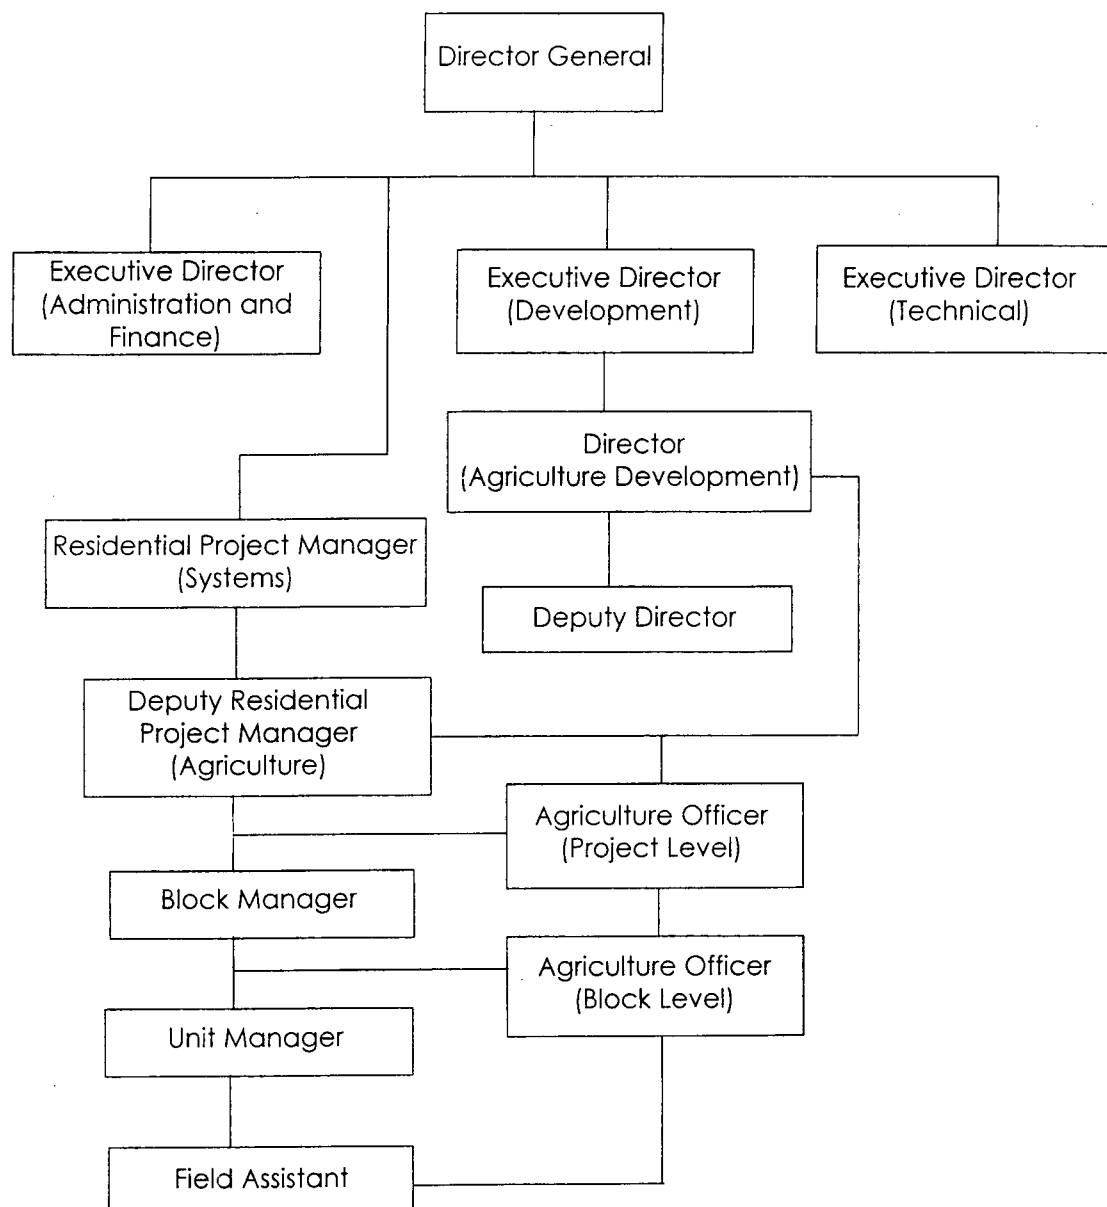 Director General
Executive Director
(Administration and
Finance)
Executive Director
(Development)
Executive Director
(Technical)
Director
(Agriculture Development)
Residential Project Manager
(Systems)
Deputy Director
Deputy Residential
Project Manager
(Agriculture)
Agriculture Officer
(Project Level)
Block Manager
Agriculture Officer
(Block Level)
Unit Manager
Field Assistant